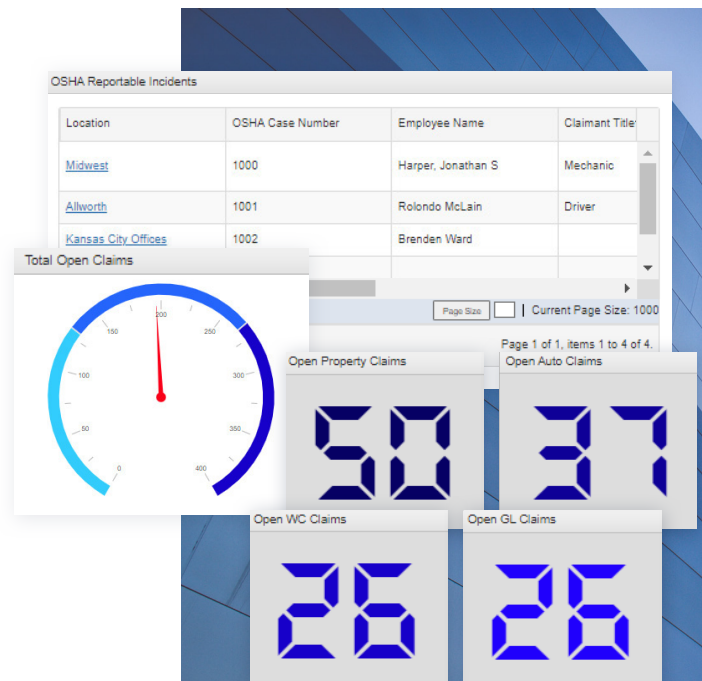 OSHA Reportable Incidents
Location OSHA Case Number Employee Name Claimant Title
Midwest 1000 Harper, Jonathan S Mechanic
Allworth 1001 Rolondo McLain Driver
Kansas City Offices 1002 Brenden Ward
Page Size | Current Page Size: 1000
Page 1 of 1, items 1 to 4 of 4.
Total Open Claims
0
50
100
150
200
250
300
350
400
Open Property Claims
50
Open Auto Claims
37
Open WC Claims
26
Open GL Claims
26